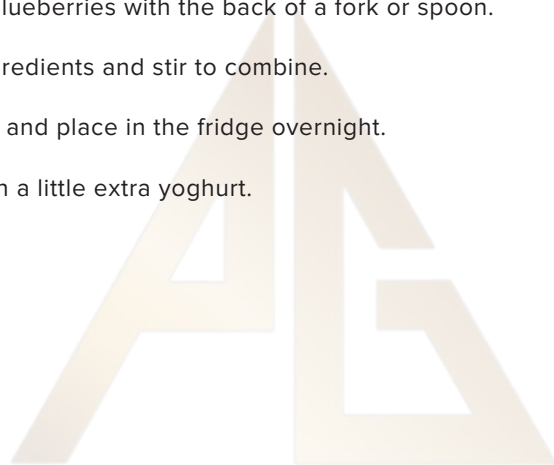 lueberries with the back of a fork or spoon.
redients and stir to combine.
and place in the fridge overnight.
a little extra yoghurt.
AG